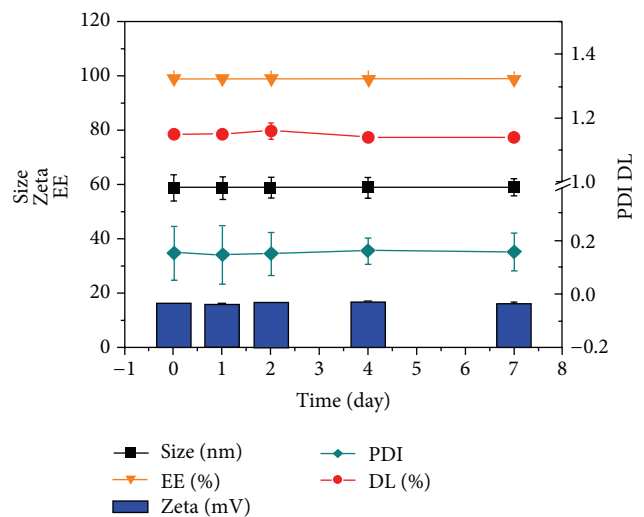 120
100
80
60
40
20
0
Size
Zeta
EE
1.4
1.2
1.0
0.2
0.0
−0.2
PDI DL
−1 0 1 2 3 4 5 6 7 8
Time (day)
Size (nm) PDI
EE (%) DL (%)
Zeta (mV)